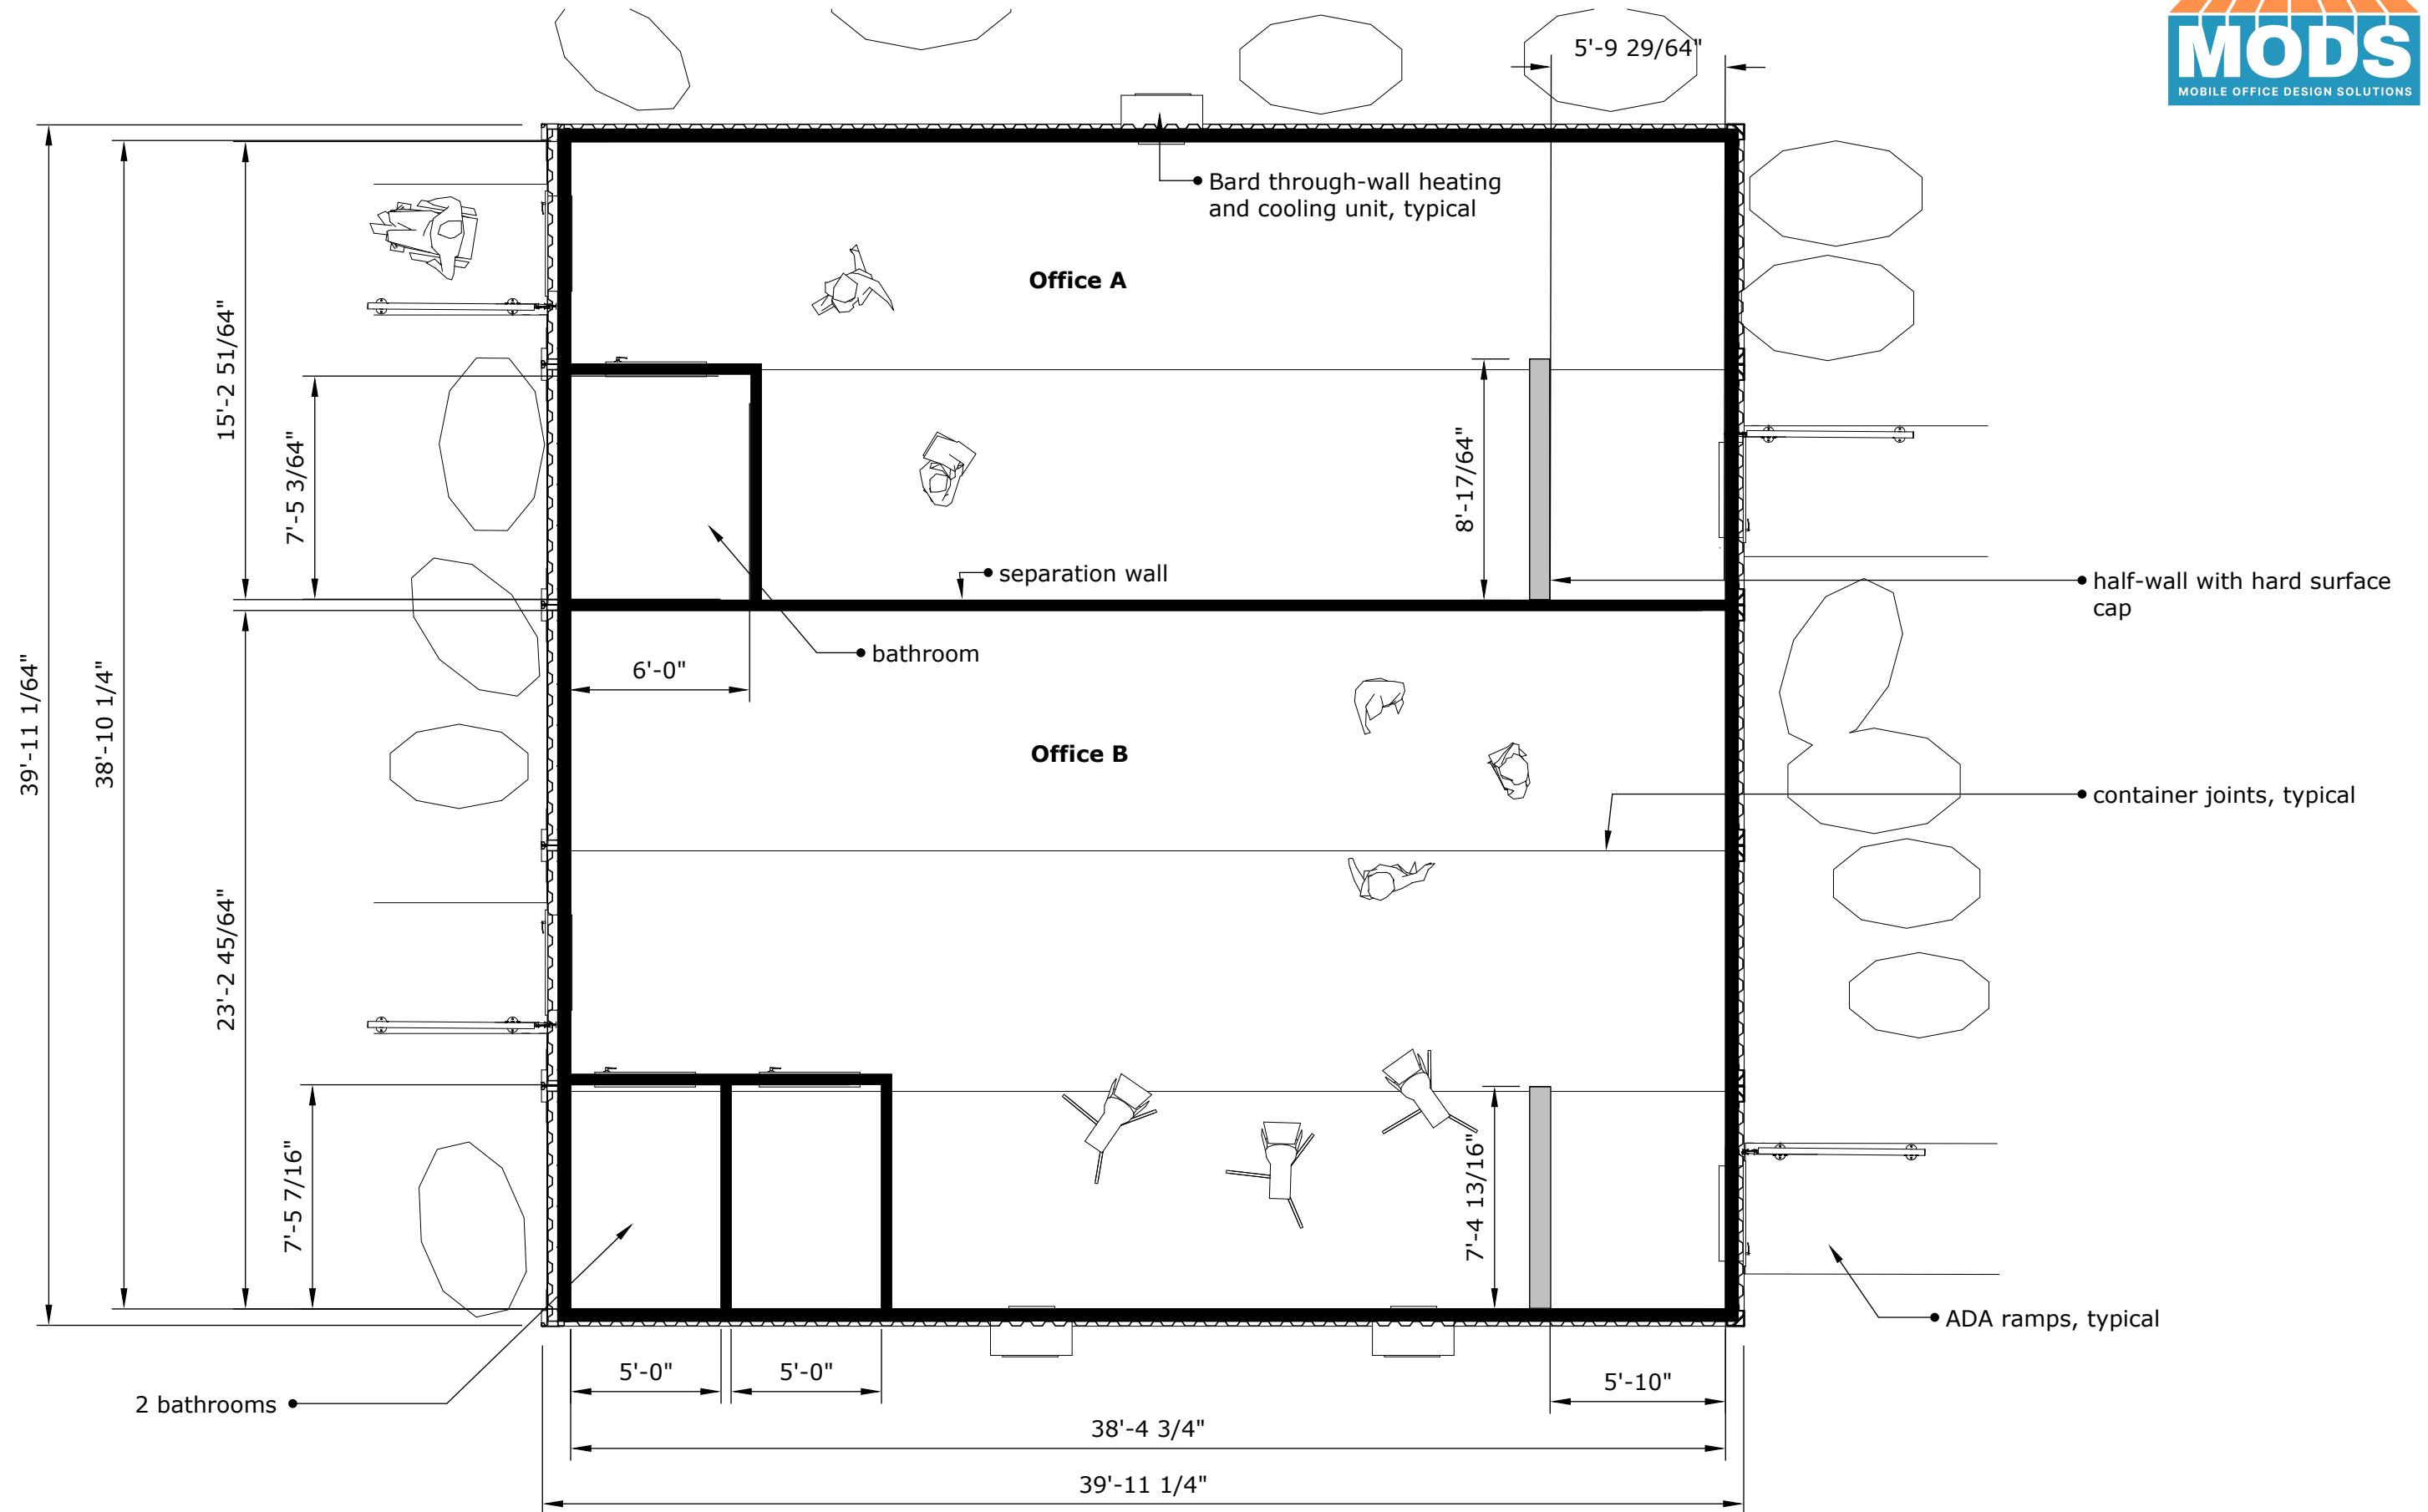 5'-9 29/64"
MODS
MOBILE OFFICE DESIGN SOLUTIONS
Bard through-wall heating
and cooling unit, typical
Office A
15'-2 51/64"
7'-5 3/64"
8'-17/64"
separation wall
half-wall with hard surface
cap
bathroom
6'-0"
39'-11 1/64"
38'-10 1/4"
Office B
container joints, typical
23'-2 45/64"
7'-5 7/16"
7'-4 13/16"
ADA ramps, typical
5'-0"
5'-0"
5'-10"
2 bathrooms
38'-4 3/4"
39'-11 1/4"